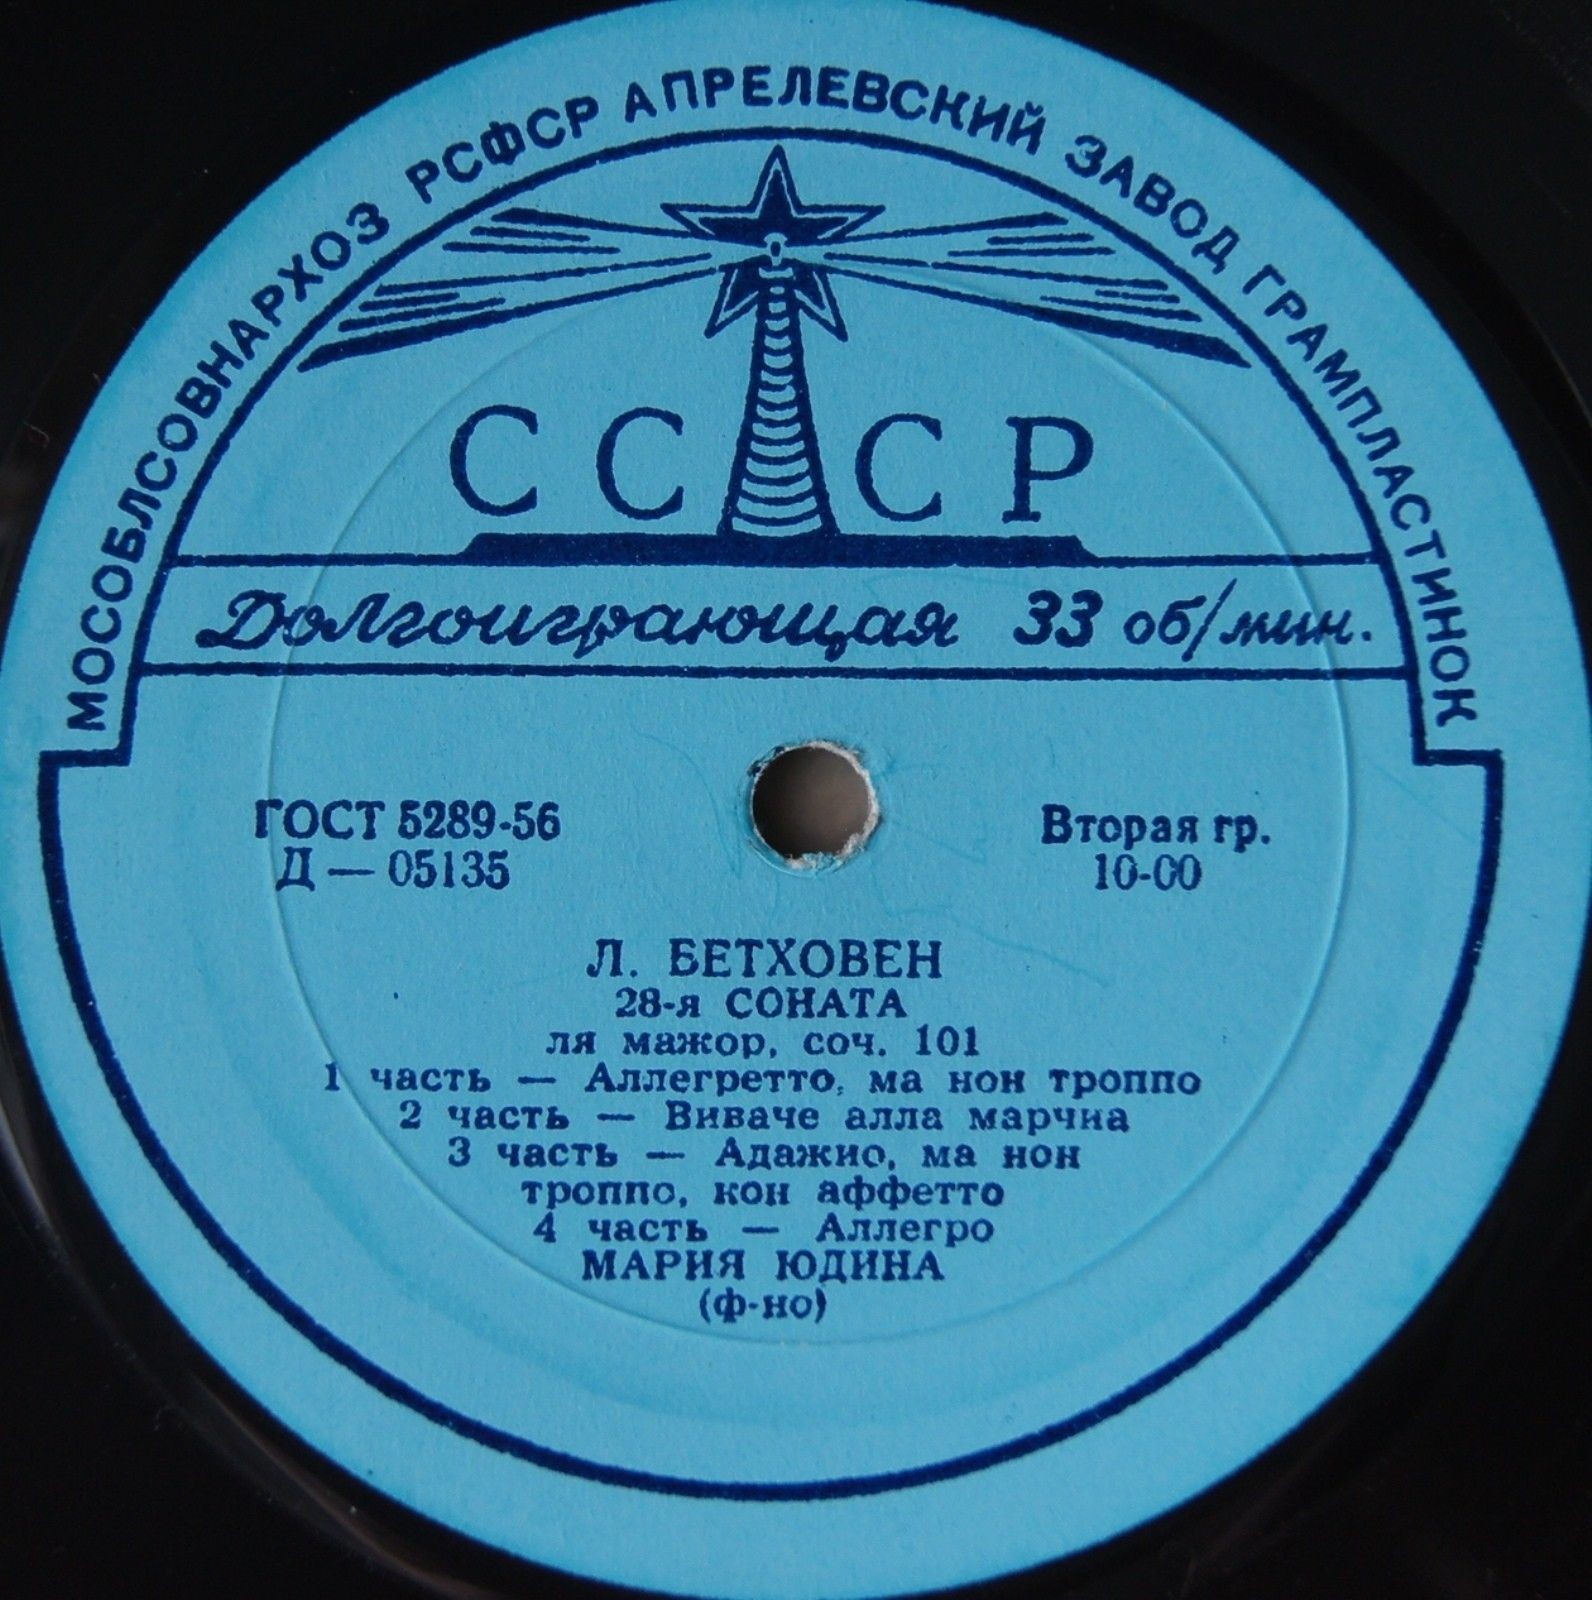 МОСОБЛСОВНАРХОЗ РСФСР АПРЕЛЕВСКИЙ ЗАВОД ГРАМПЛАСТИНОК
СССР
Долгоиграющая 33 об/мин.
ГОСТ 5289-56
Д — 05135
Вторая гр.
10-00
Л. БЕТХОВЕН
28-я СОНАТА
ля мажор, соч. 101
1 часть — Аллегретто, ма нон троппо
2 часть — Виваче алла марчиа
3 часть — Адажио, ма нон
троппо, кон аффетто
4 часть — Аллегро
МАРИЯ ЮДИНА
(ф-но)